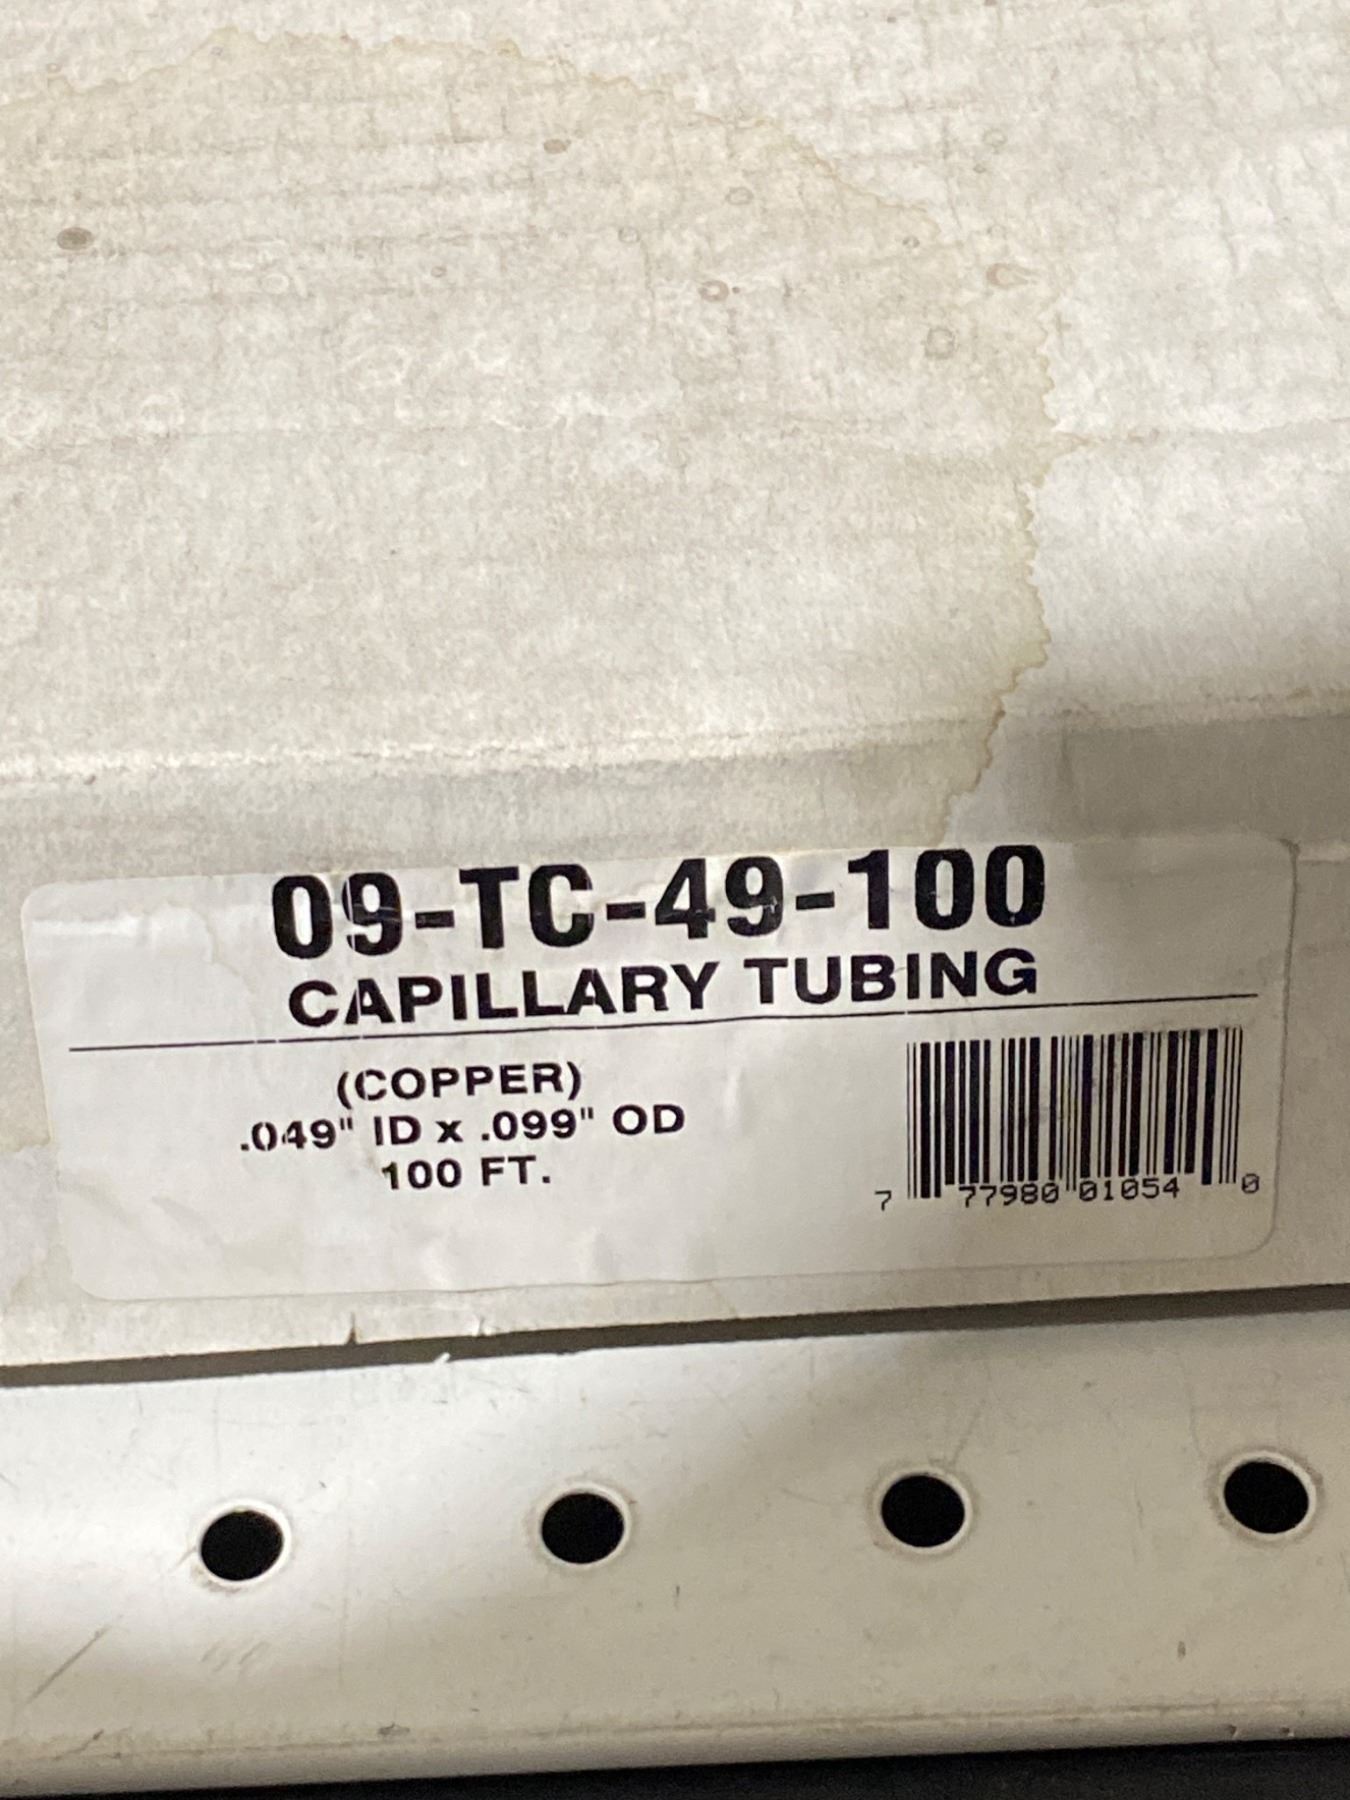 09-TC-49-100
CAPILLARY TUBING
(COPPER)
.049" ID x .099" OD
100 FT.
7 77980 01054 0